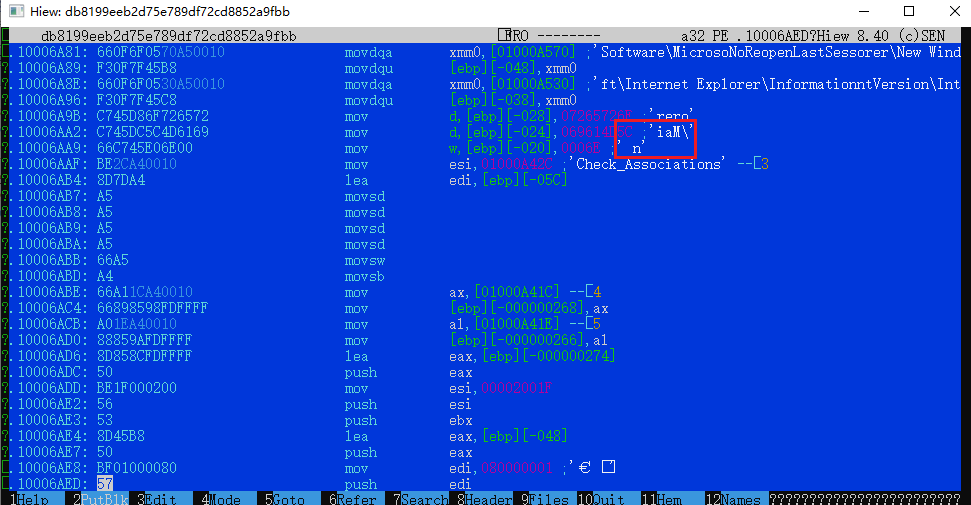 Hiew: db8199eeb2d75e789df72cd8852a9fbb
db8199eeb2d75e789df72cd8852a9fbb FRO -------- a32 PE .10006AED?Hiew 8.40 (c)SEN
.10006A81: 660F6F0570A50010 movdqa xmm0,[01000A570] ;'Software\MicrosoNoReopenLastSessorer\New Wind
.10006A89: F30F7F45B8 movdqu [ebp][-048],xmm0
.10006A8E: 660F6F0530A50010 movdqa xmm0,[01000A530] ;'ft\Internet Explorer\InformationntVersion\Int
.10006A96: F30F7F45C8 movdqu [ebp][-038],xmm0
.10006A9B: C745D86F726572 mov d,[ebp][-028],07265726F ;'rero'
.10006AA2: C745DC5C4D6169 mov d,[ebp][-024],069614D5C ;'iaM\'
.10006AA9: 66C745E06E00 mov w,[ebp][-020],0006E ;' n'
.10006AAF: BE2CA40010 mov esi,01000A42C ;'Check_Associations' --[3
.10006AB4: 8D7DA4 lea edi,[ebp][-05C]
.10006AB7: A5 movsd
.10006AB8: A5 movsd
.10006AB9: A5 movsd
.10006ABA: A5 movsd
.10006ABB: 66A5 movsw
.10006ABD: A4 movsb
.10006ABE: 66A11CA40010 mov ax,[01000A41C] --[4
.10006AC4: 66898598FDFFFF mov [ebp][-000000268],ax
.10006ACB: A01EA40010 mov al,[01000A41E] --[5
.10006AD0: 88859AFDFFFF mov [ebp][-000000266],al
.10006AD6: 8D858CFDFFFF lea eax,[ebp][-000000274]
.10006ADC: 50 push eax
.10006ADD: BE1F000200 mov esi,00002001F
.10006AE2: 56 push esi
.10006AE3: 53 push ebx
.10006AE4: 8D45B8 lea eax,[ebp][-048]
.10006AE7: 50 push eax
.10006AE8: BF01000080 mov edi,080000001 ;'€
.10006AED: 57 push edi
1Help 2PutBlk 3Edit 4Mode 5Goto 6Refer 7Search 8Header 9Files 10Quit 11Hem 12Names ????????????????????????????